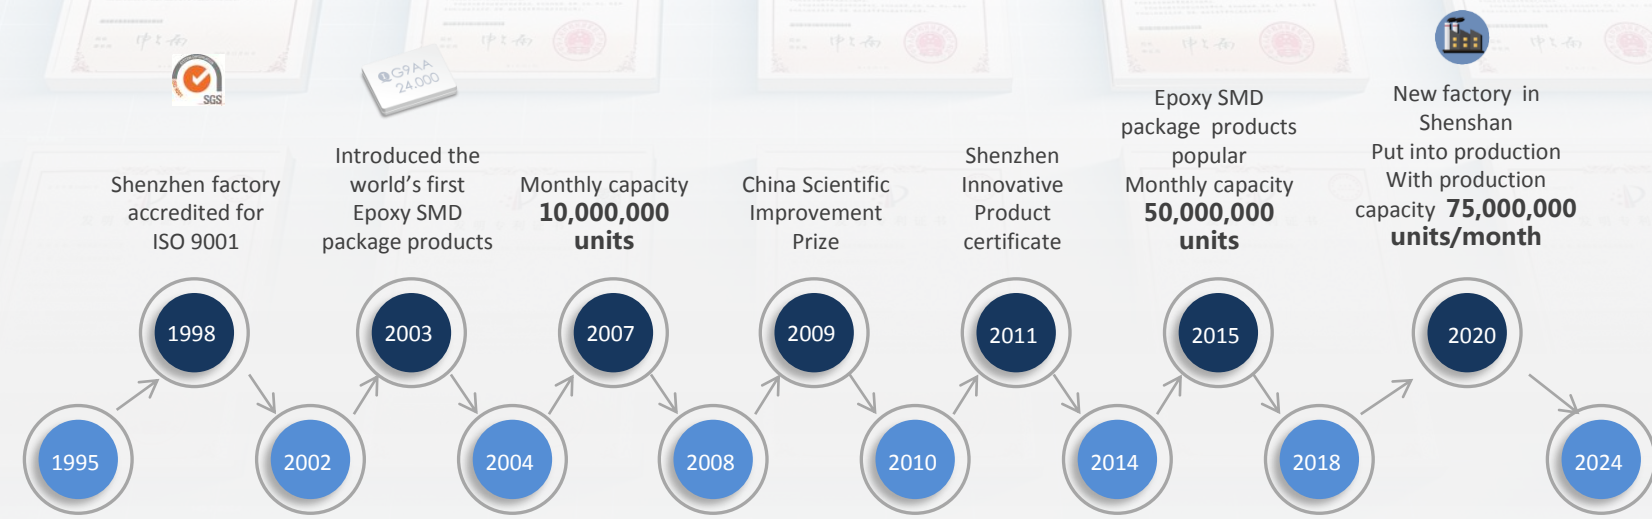 SGS
G9AA
24.000
Shenzhen factory
accredited for
ISO 9001
Introduced the
world's first
Epoxy SMD
package products
Monthly capacity
10,000,000
units
China Scientific
Improvement
Prize
Shenzhen
Innovative
Product
certificate
Epoxy SMD
package products
popular
Monthly capacity
50,000,000
units
New factory in
Shenshan
Put into production
With production
capacity 75,000,000
units/month
1998
2003
2007
2009
2011
2015
2020
1995
2002
2004
2008
2010
2014
2018
2024